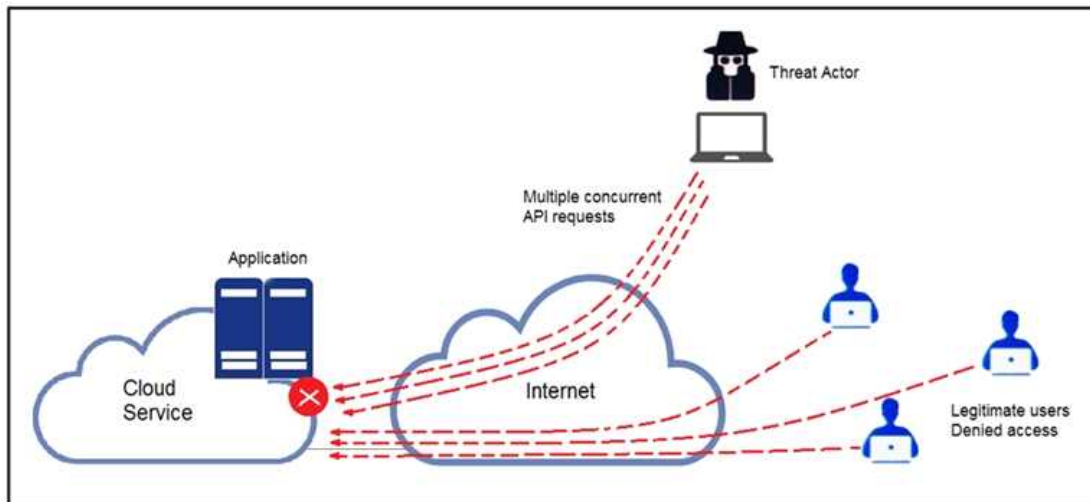 Threat Actor
Multiple concurrent
API requests
Application
Cloud
Service
Internet
Legitimate users
Denied access